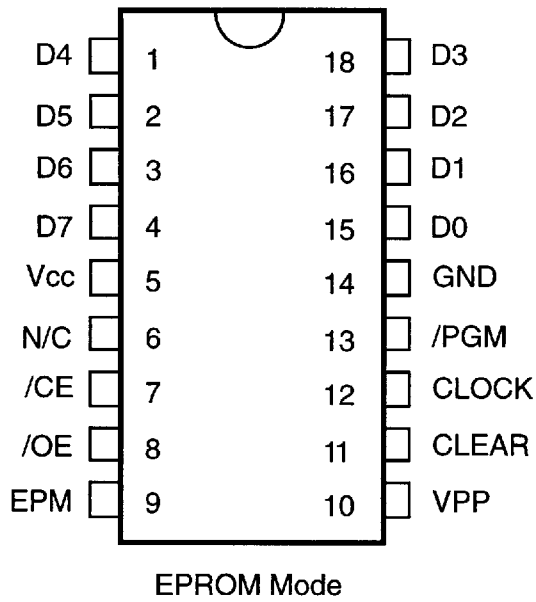 D4 1 18 D3
D5 2 17 D2
D6 3 16 D1
D7 4 15 D0
Vcc 5 14 GND
N/C 6 13 /PGM
/CE 7 12 CLOCK
/OE 8 11 CLEAR
EPM 9 10 VPP
EPROM Mode